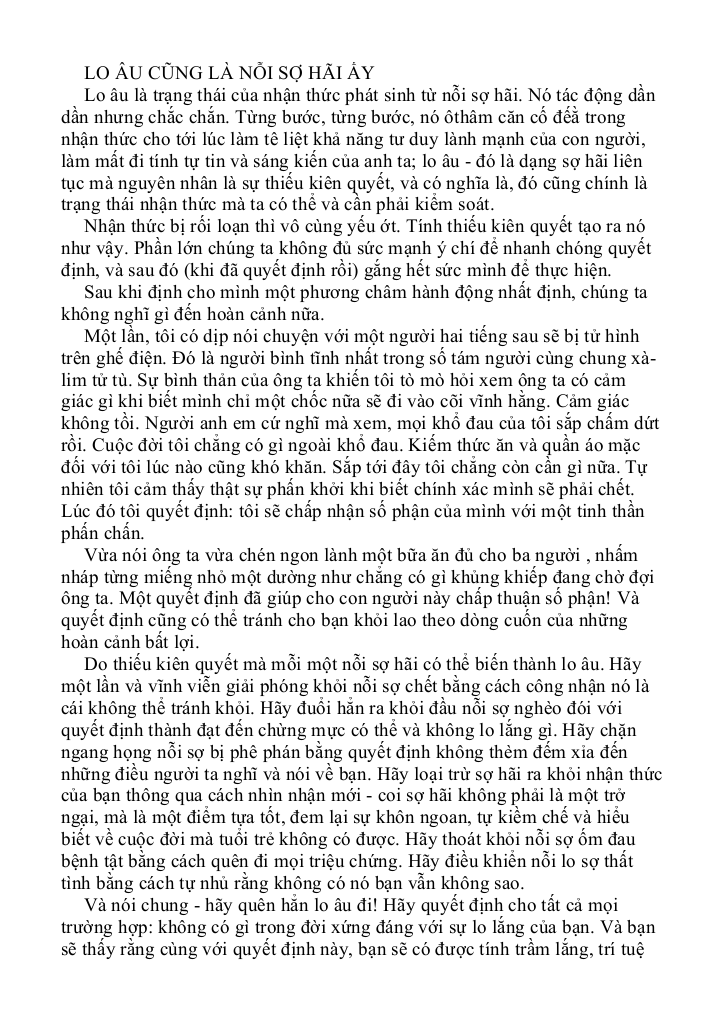 LO ÂU CŨNG LÀ NỖI SỢ HÃI ẤY
Lo âu là trạng thái của nhận thức phát sinh từ nỗi sợ hãi. Nó tác động dần
dần nhưng chắc chắn. Từng bước, từng bước, nó ôthâm căn cố đếằ trong
nhận thức cho tới lúc làm tê liệt khả năng tư duy lành mạnh của con người,
làm mất đi tính tự tin và sáng kiến của anh ta; lo âu - đó là dạng sợ hãi liên
tục mà nguyên nhân là sự thiếu kiên quyết, và có nghĩa là, đó cũng chính là
trạng thái nhận thức mà ta có thể và cần phải kiểm soát.
Nhận thức bị rối loạn thì vô cùng yếu ớt. Tính thiếu kiên quyết tạo ra nó
như vậy. Phần lớn chúng ta không đủ sức mạnh ý chí để nhanh chóng quyết
định, và sau đó (khi đã quyết định rồi) gắng hết sức mình để thực hiện.
Sau khi định cho mình một phương châm hành động nhất định, chúng ta
không nghĩ gì đến hoàn cảnh nữa.
Một lần, tôi có dịp nói chuyện với một người hai tiếng sau sẽ bị tử hình
trên ghế điện. Đó là người bình tĩnh nhất trong số tám người cùng chung xà-
lim tử tù. Sự bình thản của ông ta khiến tôi tò mò hỏi xem ông ta có cảm
giác gì khi biết mình chỉ một chốc nữa sẽ đi vào cõi vĩnh hằng. Cảm giác
không tồi. Người anh em cứ nghĩ mà xem, mọi khổ đau của tôi sắp chấm dứt
rồi. Cuộc đời tôi chẳng có gì ngoài khổ đau. Kiếm thức ăn và quần áo mặc
đối với tôi lúc nào cũng khó khăn. Sắp tới đây tôi chẳng còn cần gì nữa. Tự
nhiên tôi cảm thấy thật sự phấn khởi khi biết chính xác mình sẽ phải chết.
Lúc đó tôi quyết định: tôi sẽ chấp nhận số phận của mình với một tinh thần
phấn chấn.
Vừa nói ông ta vừa chén ngon lành một bữa ăn đủ cho ba người , nhấm
nháp từng miếng nhỏ một dường như chẳng có gì khủng khiếp đang chờ đợi
ông ta. Một quyết định đã giúp cho con người này chấp thuận số phận! Và
quyết định cũng có thể tránh cho bạn khỏi lao theo dòng cuốn của những
hoàn cảnh bất lợi.
Do thiếu kiên quyết mà mỗi một nỗi sợ hãi có thể biến thành lo âu. Hãy
một lần và vĩnh viễn giải phóng khỏi nỗi sợ chết bằng cách công nhận nó là
cái không thể tránh khỏi. Hãy đuổi hẳn ra khỏi đầu nỗi sợ nghèo đói với
quyết định thành đạt đến chừng mực có thể và không lo lắng gì. Hãy chặn
ngang họng nỗi sợ bị phê phán bằng quyết định không thèm đếm xỉa đến
những điều người ta nghĩ và nói về bạn. Hãy loại trừ sợ hãi ra khỏi nhận thức
của bạn thông qua cách nhìn nhận mới - coi sợ hãi không phải là một trở
ngại, mà là một điểm tựa tốt, đem lại sự khôn ngoan, tự kiềm chế và hiểu
biết về cuộc đời mà tuổi trẻ không có được. Hãy thoát khỏi nỗi sợ ốm đau
bệnh tật bằng cách quên đi mọi triệu chứng. Hãy điều khiển nỗi lo sợ thất
tình bằng cách tự nhủ rằng không có nó bạn vẫn không sao.
Và nói chung - hãy quên hẳn lo âu đi! Hãy quyết định cho tất cả mọi
trường hợp: không có gì trong đời xứng đáng với sự lo lắng của bạn. Và bạn
sẽ thấy rằng cùng với quyết định này, bạn sẽ có được tính trầm lắng, trí tuệ